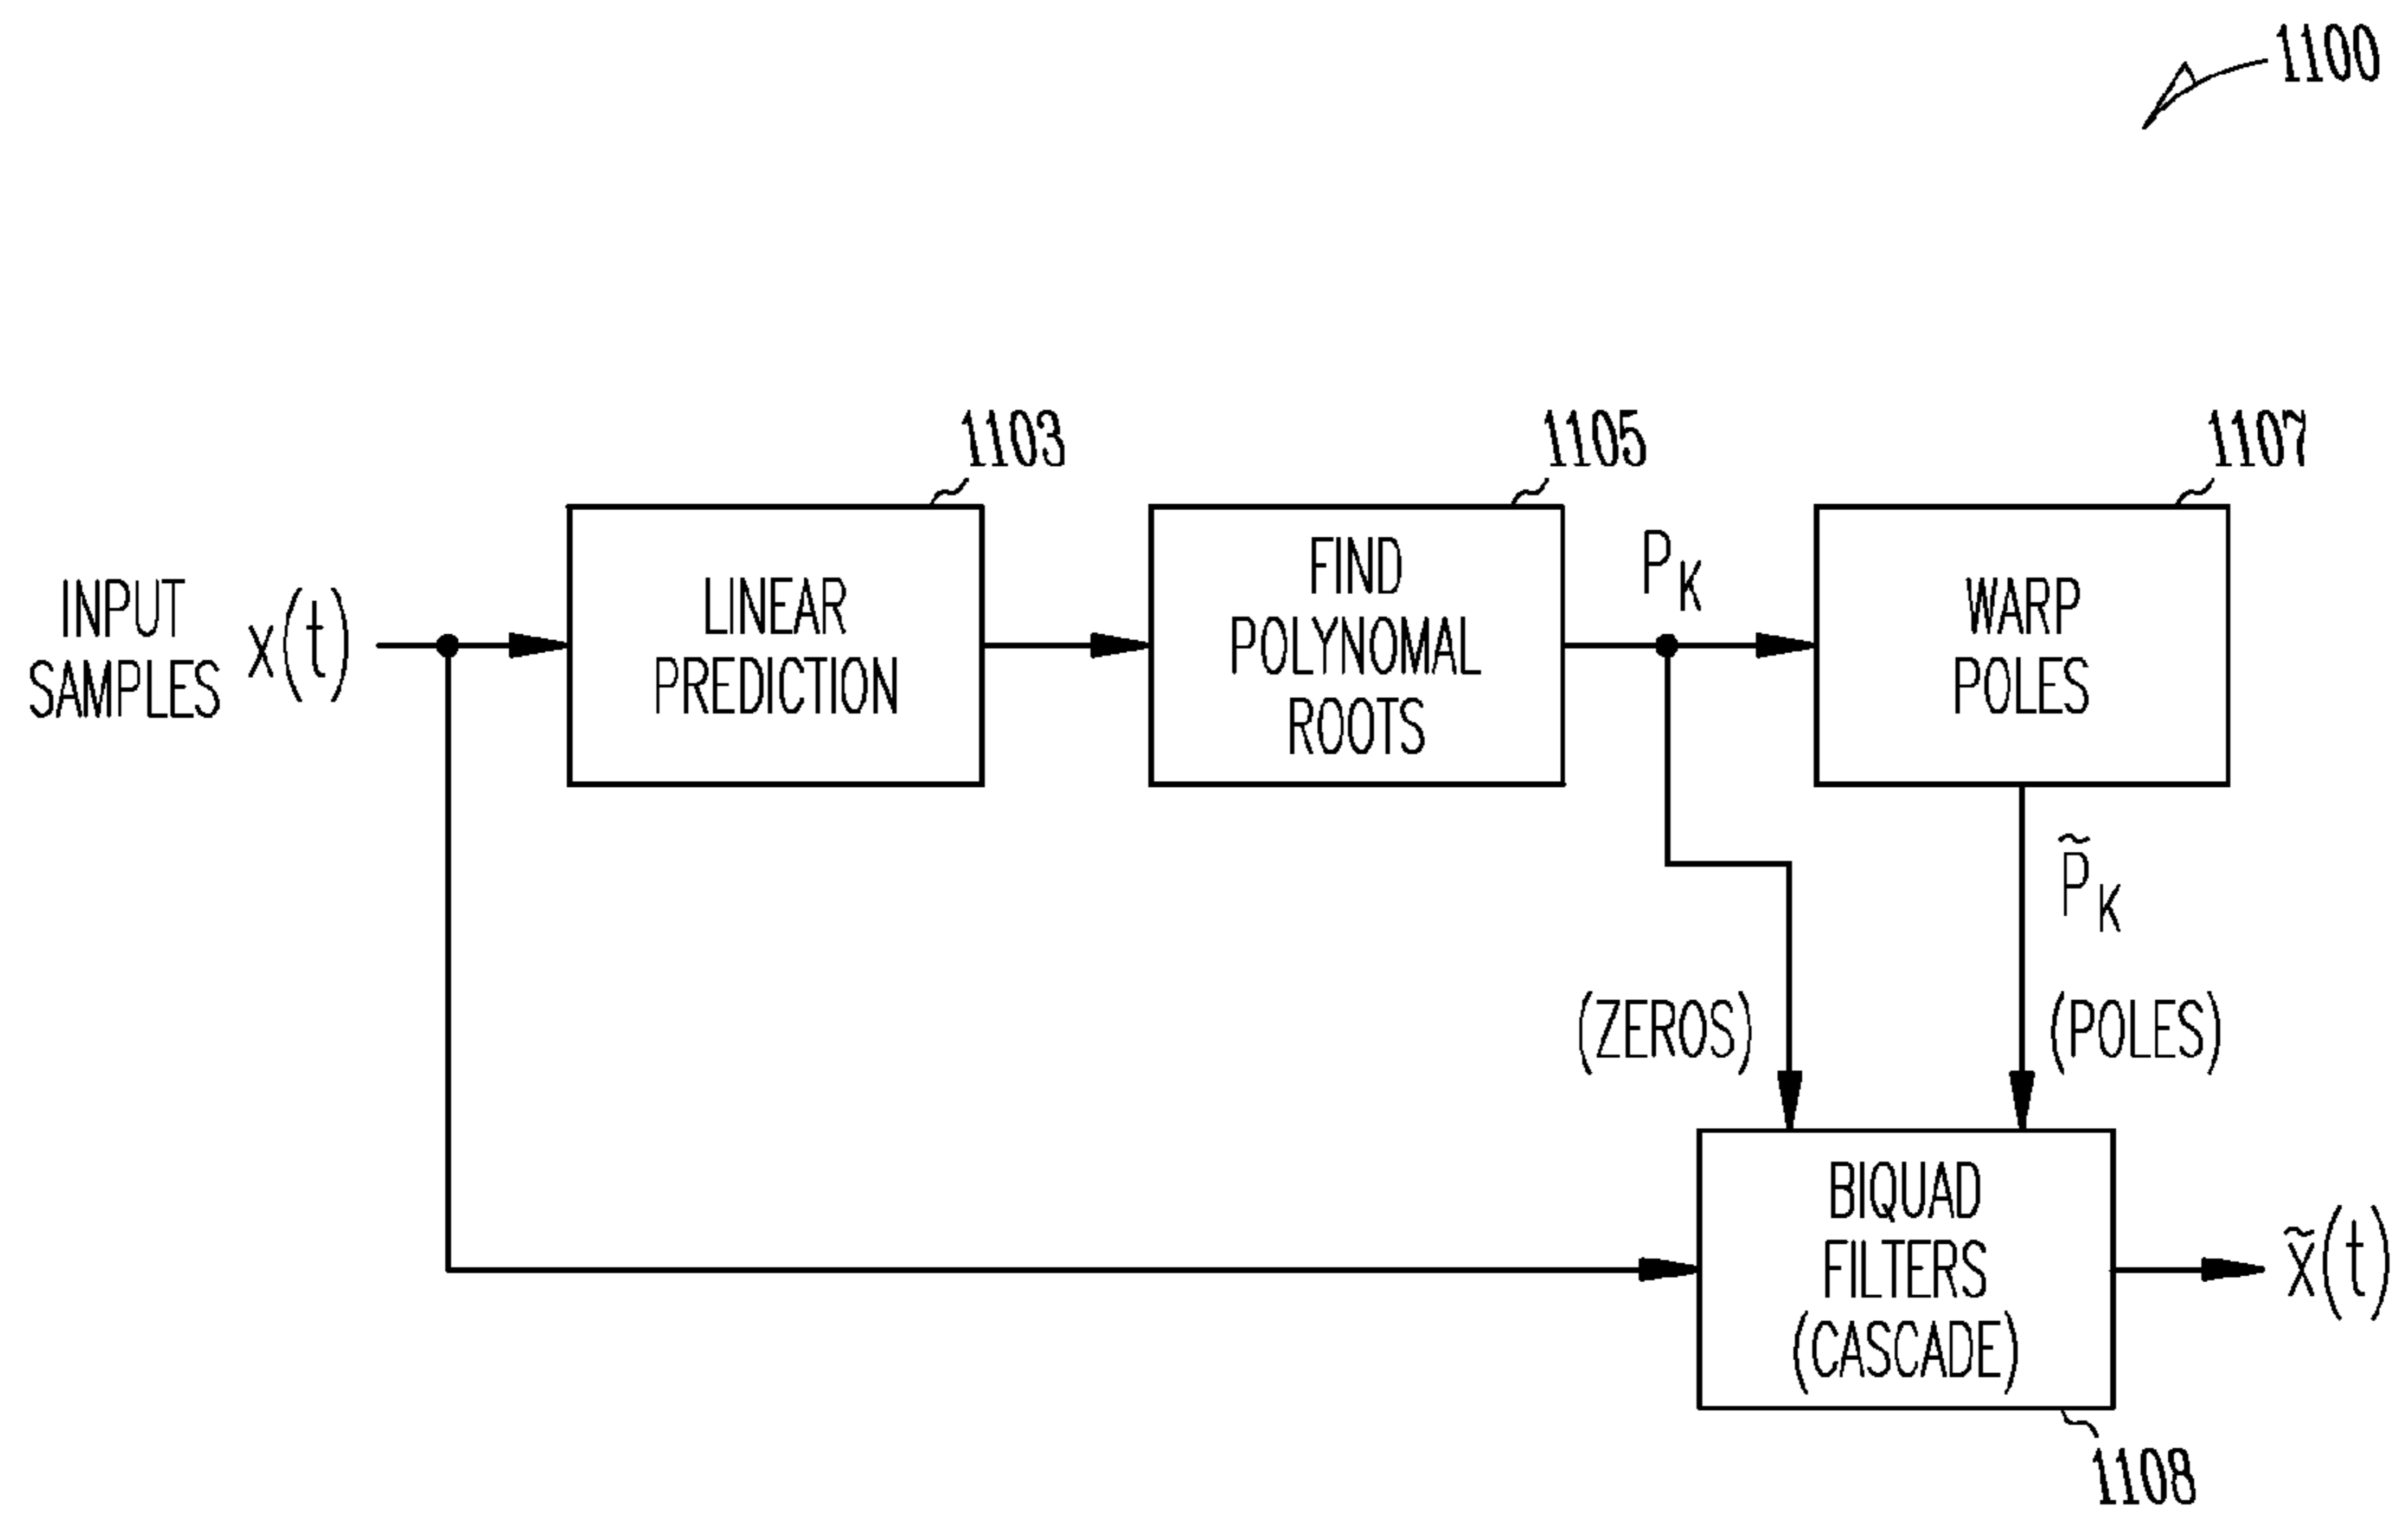 1100
1103
1105
1107
INPUT
SAMPLES
x(t)
LINEAR
PREDICTION
FIND
POLYNOMAL
ROOTS
P_K
WARP
POLES
P̃_K
(ZEROS)
(POLES)
BIQUAD
FILTERS
(CASCADE)
x̃(t)
1108